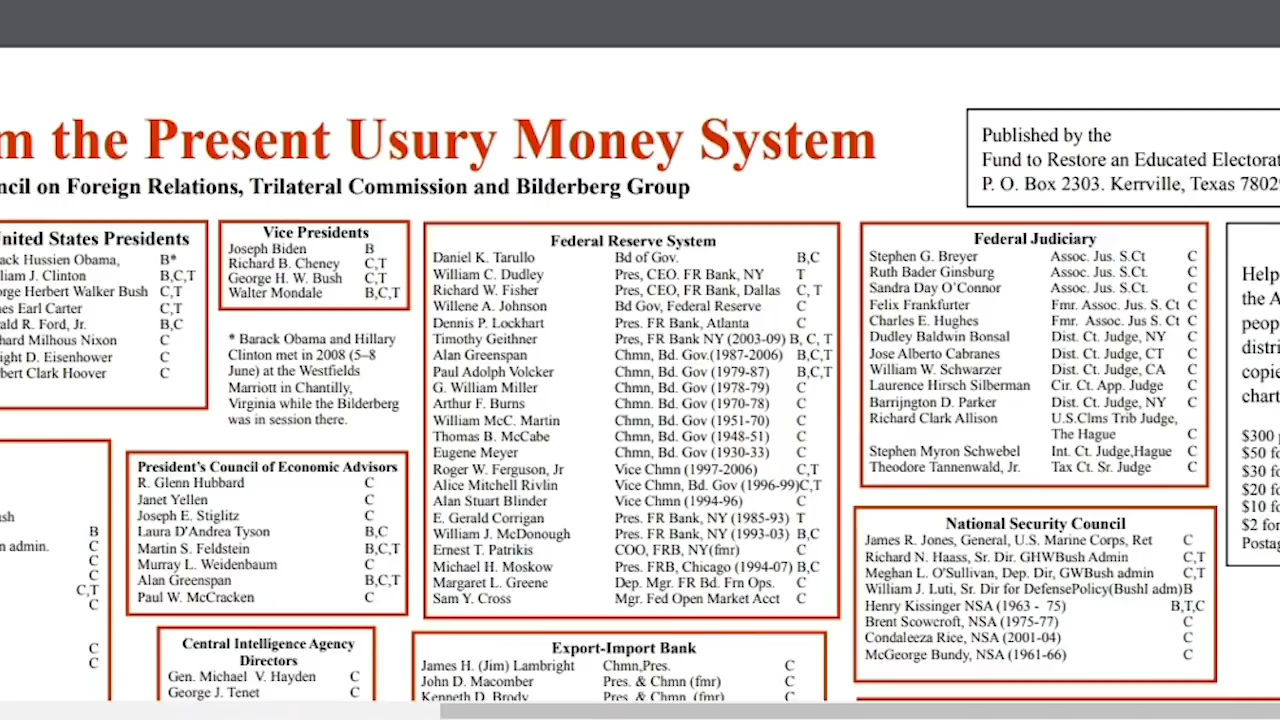 m the Present Usury Money System
ncil on Foreign Relations, Trilateral Commission and Bilderberg Group
Published by the
Fund to Restore an Educated Electorat
P. O. Box 2303. Kerrville, Texas 78029
nited States Presidents
ack Hussien Obama, B*
liam J. Clinton B,C,T
rge Herbert Walker Bush C,T
es Earl Carter C,T
ald R. Ford, Jr. B,C
hard Milhous Nixon C
ight D. Eisenhower C
bert Clark Hoover C
Vice Presidents
Joseph Biden B
Richard B. Cheney C,T
George H. W. Bush C,T
Walter Mondale B,C,T
* Barack Obama and Hillary
Clinton met in 2008 (5–8
June) at the Westfields
Marriott in Chantilly,
Virginia while the Bilderberg
was in session there.
Federal Reserve System
Daniel K. Tarullo Bd of Gov. B,C
William C. Dudley Pres, CEO. FR Bank, NY T
Richard W. Fisher Pres, CEO, FR Bank, Dallas C, T
Willene A. Johnson Bd Gov, Federal Reserve C
Dennis P. Lockhart Pres. FR Bank, Atlanta C
Timothy Geithner Pres, FR Bank NY (2003-09) B, C, T
Alan Greenspan Chmn, Bd. Gov.(1987-2006) B,C,T
Paul Adolph Volcker Chmn, Bd. Gov (1979-87) B,C,T
G. William Miller Chmn, Bd. Gov (1978-79) C
Arthur F. Burns Chmn. Bd. Gov (1970-78) C
William McC. Martin Chmn, Bd. Gov (1951-70) C
Thomas B. McCabe Chmn, Bd. Gov (1948-51) C
Eugene Meyer Chmn, Bd. Gov (1930-33) C
Roger W. Ferguson, Jr Vice Chmn (1997-2006) C,T
Alice Mitchell Rivlin Vice Chmn, Bd. Gov (1996-99)C,T
Alan Stuart Blinder Vice Chmn (1994-96) C
E. Gerald Corrigan Pres. FR Bank, NY (1985-93) T
William J. McDonough Pres. FR Bank, NY (1993-03) B,C
Ernest T. Patrikis COO, FRB, NY(fmr) C
Michael H. Moskow Pres. FRB, Chicago (1994-07) B,C
Margaret L. Greene Dep. Mgr. FR Bd. Frn Ops. C
Sam Y. Cross Mgr. Fed Open Market Acct C
Federal Judiciary
Stephen G. Breyer Assoc. Jus. S.Ct C
Ruth Bader Ginsburg Assoc. Jus. S.Ct. C
Sandra Day O'Connor Assoc. Jus. S.Ct. C
Felix Frankfurter Fmr. Assoc. Jus. S. Ct C
Charles E. Hughes Fmr. Assoc. Jus S. Ct C
Dudley Baldwin Bonsal Dist. Ct. Judge, NY C
Jose Alberto Cabranes Dist. Ct. Judge, CT C
William W. Schwarzer Dist. Ct. Judge, CA C
Laurence Hirsch Silberman Cir. Ct. App. Judge C
Barrijngton D. Parker Dist. Ct. Judge, NY C
Richard Clark Allison U.S.Clms Trib Judge,
The Hague C
Stephen Myron Schwebel Int. Ct. Judge,Hague C
Theodore Tannenwald, Jr. Tax Ct. Sr. Judge C
Help
the A
peop
distri
copie
chart
$300 p
$50 fo
$30 fo
$20 fo
$10 fo
$2 for
Postag
sh
B
n admin. C
C
C
C,T
C
C
C
President's Council of Economic Advisors
R. Glenn Hubbard C
Janet Yellen C
Joseph E. Stiglitz C
Laura D'Andrea Tyson B,C
Martin S. Feldstein B,C,T
Murray L. Weidenbaum C
Alan Greenspan B,C,T
Paul W. McCracken C
National Security Council
James R. Jones, General, U.S. Marine Corps, Ret C
Richard N. Haass, Sr. Dir. GHWBush Admin C,T
Meghan L. O'Sullivan, Dep. Dir, GWBush admin C,T
William J. Luti, Sr. Dir for DefensePolicy(BushI adm)B
Henry Kissinger NSA (1963 - 75) B,T,C
Brent Scowcroft, NSA (1975-77) C
Condaleeza Rice, NSA (2001-04) C
McGeorge Bundy, NSA (1961-66) C
Central Intelligence Agency
Directors
Gen. Michael V. Hayden C
George J. Tenet C
Export-Import Bank
James H. (Jim) Lambright Chmn,Pres. C
John D. Macomber Pres. & Chmn (fmr) C
Kenneth D. Brody Pres. & Chmn. (fmr) C